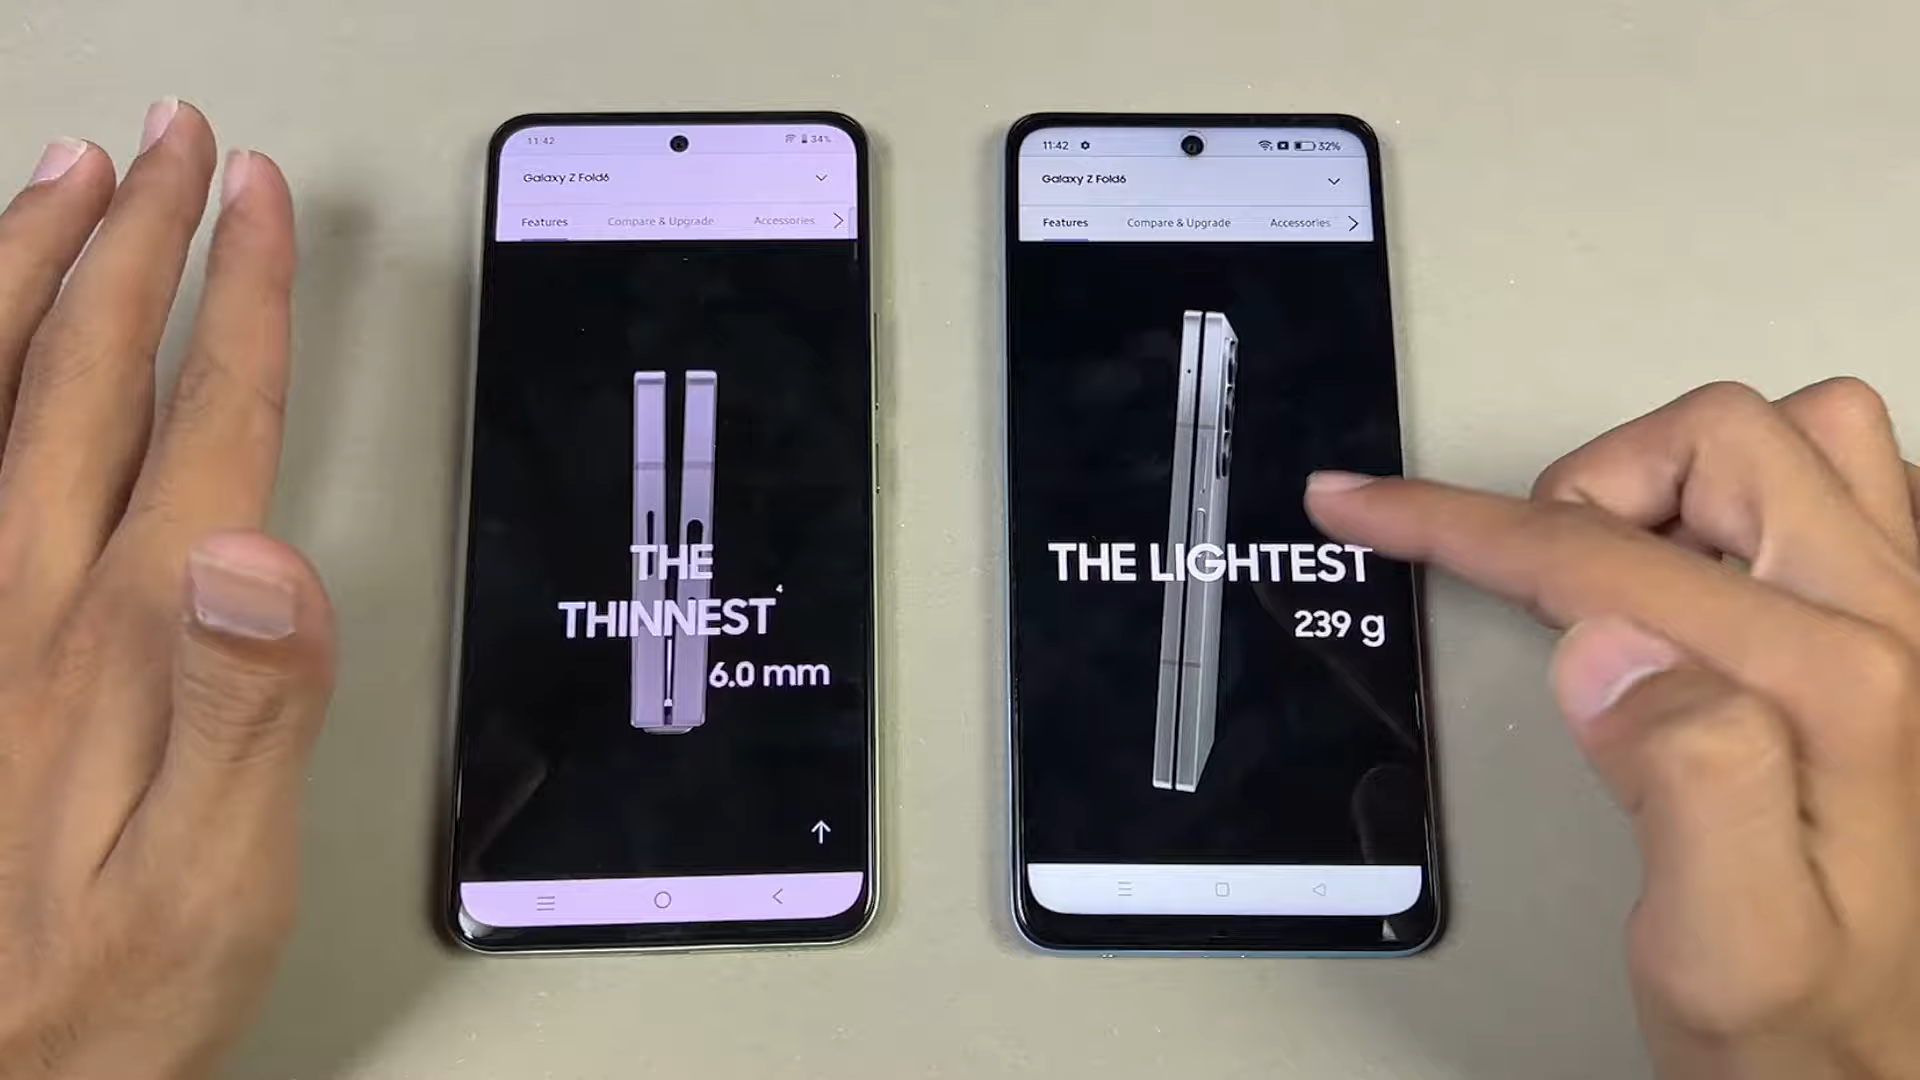 11:42
34%
Galaxy Z Fold6
Features
Compare & Upgrade
Accessories
THE
THINNEST⁴
6.0 mm
11:42
32%
Galaxy Z Fold6
Features
Compare & Upgrade
Accessories
THE LIGHTEST
239 g